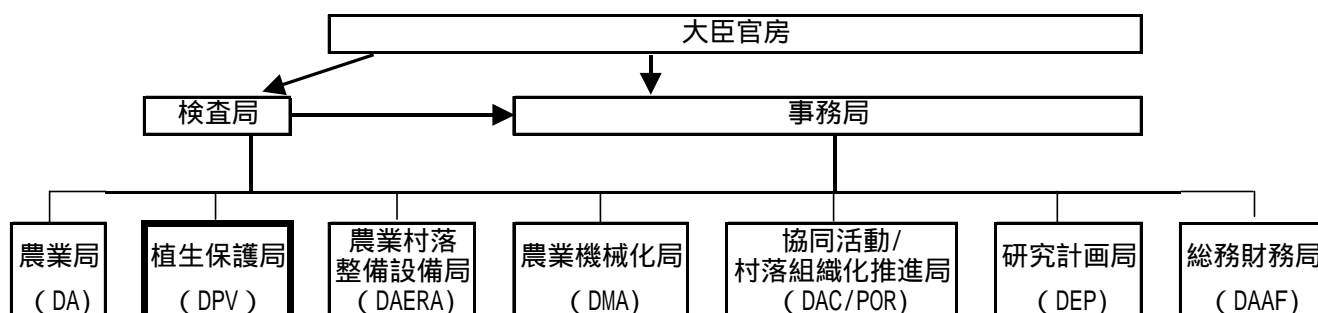 大臣官房
検査局
事務局
農業局
（DA）
植生保護局
（DPV）
農業村落
整備設備局
（DAERA）
農業機械化局
（DMA）
協同活動/
村落組織化推進局
（DAC/POR）
研究計画局
（DEP）
総務財務局
（DAAF）